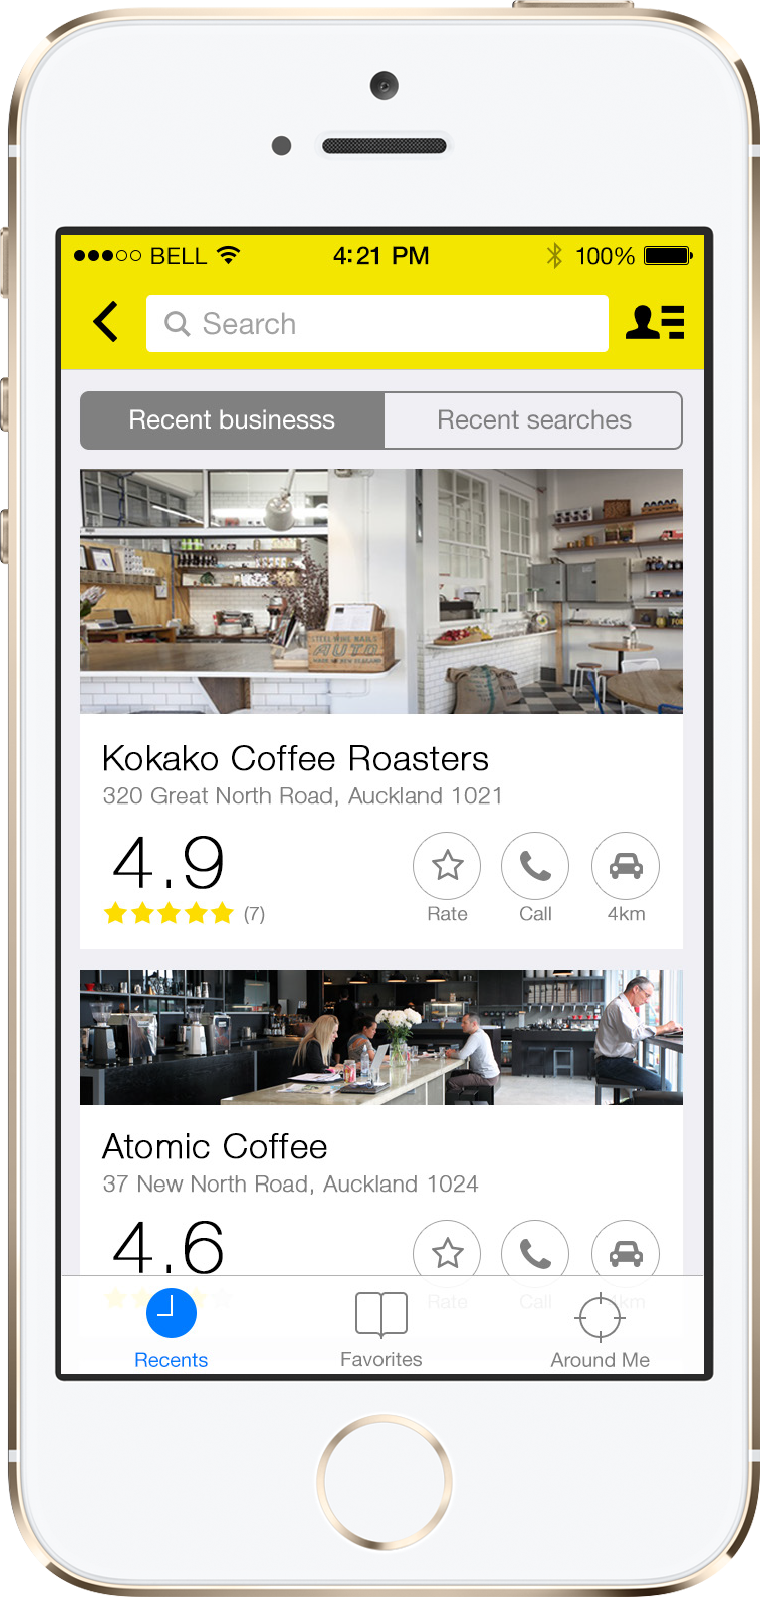 BELL 4:21 PM 100%
Search
Recent businesss Recent searches
STEEL WIRE NAILS
AUTO
4.9
Kokako Coffee Roasters
320 Great North Road, Auckland 1021
(7)
Rate Call 4km
Atomic Coffee
37 New North Road, Auckland 1024
4.6
Rate Call km
Recents Favorites Around Me